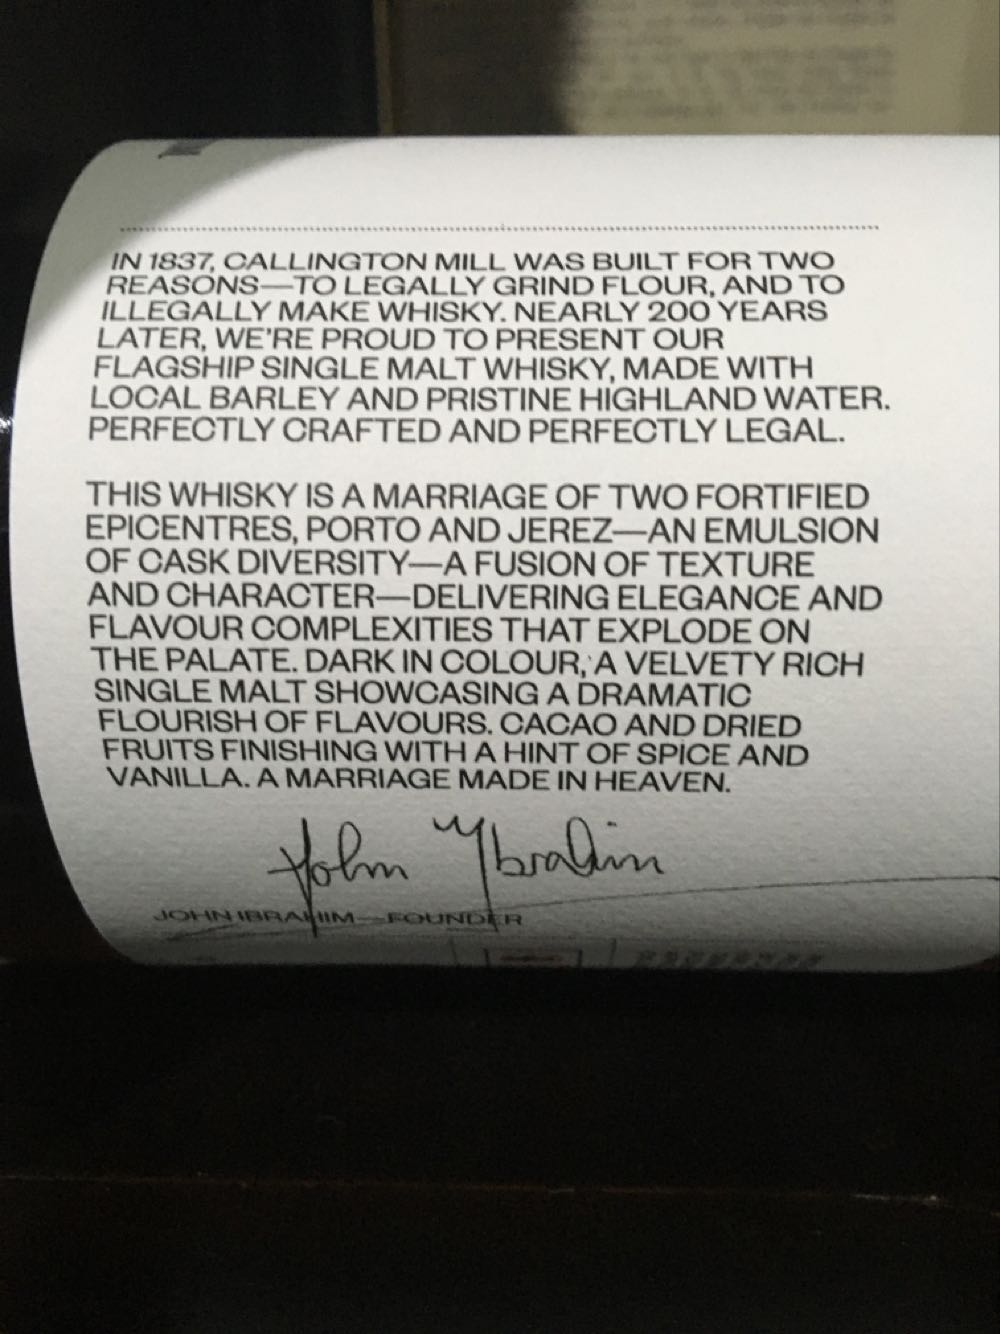 IN 1837, CALLINGTON MILL WAS BUILT FOR TWO
REASONS—TO LEGALLY GRIND FLOUR, AND TO
ILLEGALLY MAKE WHISKY. NEARLY 200 YEARS
LATER, WE'RE PROUD TO PRESENT OUR
FLAGSHIP SINGLE MALT WHISKY, MADE WITH
LOCAL BARLEY AND PRISTINE HIGHLAND WATER.
PERFECTLY CRAFTED AND PERFECTLY LEGAL.
THIS WHISKY IS A MARRIAGE OF TWO FORTIFIED
EPICENTRES, PORTO AND JEREZ—AN EMULSION
OF CASK DIVERSITY—A FUSION OF TEXTURE
AND CHARACTER—DELIVERING ELEGANCE AND
FLAVOUR COMPLEXITIES THAT EXPLODE ON
THE PALATE. DARK IN COLOUR, A VELVETY RICH
SINGLE MALT SHOWCASING A DRAMATIC
FLOURISH OF FLAVOURS. CACAO AND DRIED
FRUITS FINISHING WITH A HINT OF SPICE AND
VANILLA. A MARRIAGE MADE IN HEAVEN.
John Ibrahim
JOHN IBRAHIM—FOUNDER